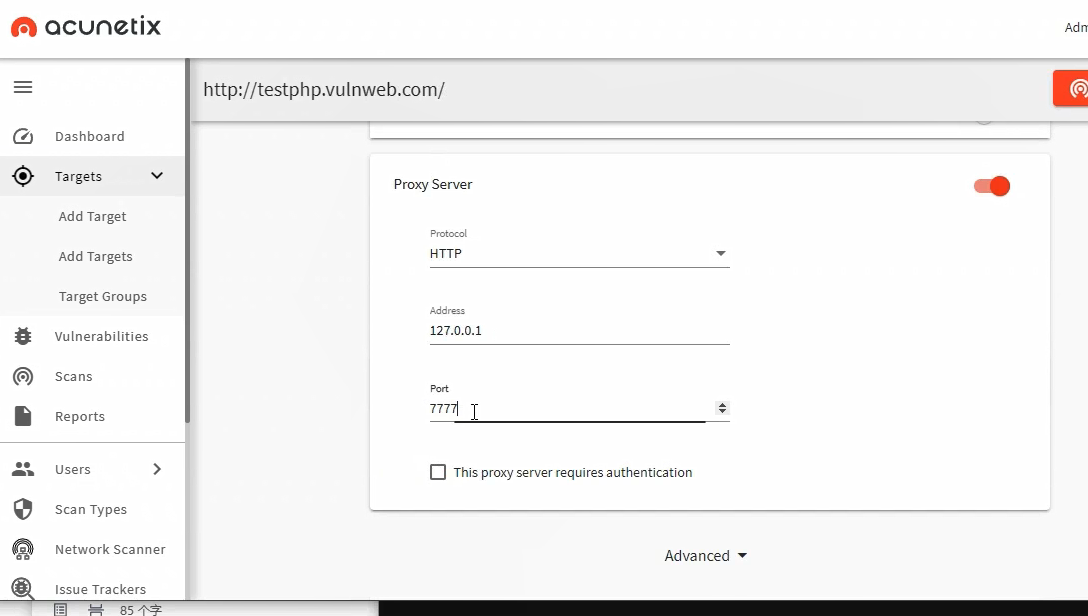 acunetix
Adm
http://testphp.vulnweb.com/
Dashboard
Targets
Add Target
Add Targets
Target Groups
Vulnerabilities
Scans
Reports
Users
Scan Types
Network Scanner
Issue Trackers
Proxy Server
Protocol
HTTP
Address
127.0.0.1
Port
7777
This proxy server requires authentication
Advanced
85 个字